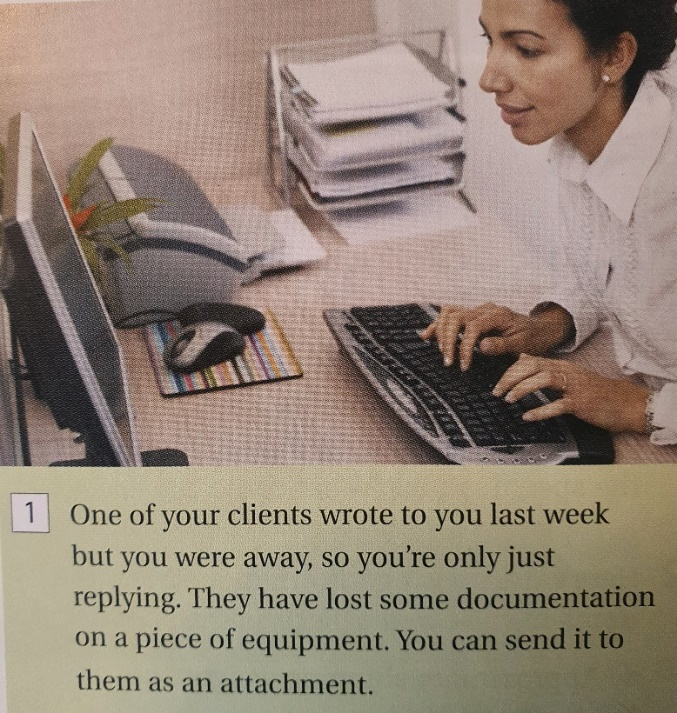 1 One of your clients wrote to you last week
but you were away, so you're only just
replying. They have lost some documentation
on a piece of equipment. You can send it to
them as an attachment.